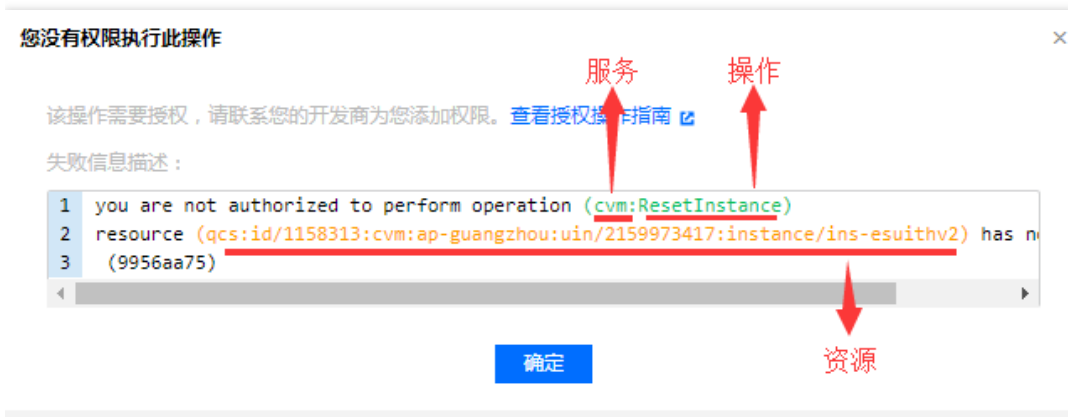 您没有权限执行此操作
服务 操作
该操作需要授权，请联系您的开发商为您添加权限。查看授权操作指南
失败信息描述：
1 you are not authorized to perform operation (cvm:ResetInstance)
2 resource (qcs:id/1158313:cvm:ap-guangzhou:uin/2159973417:instance/ins-esuithv2) has
3 (9956aa75)
资源
确定